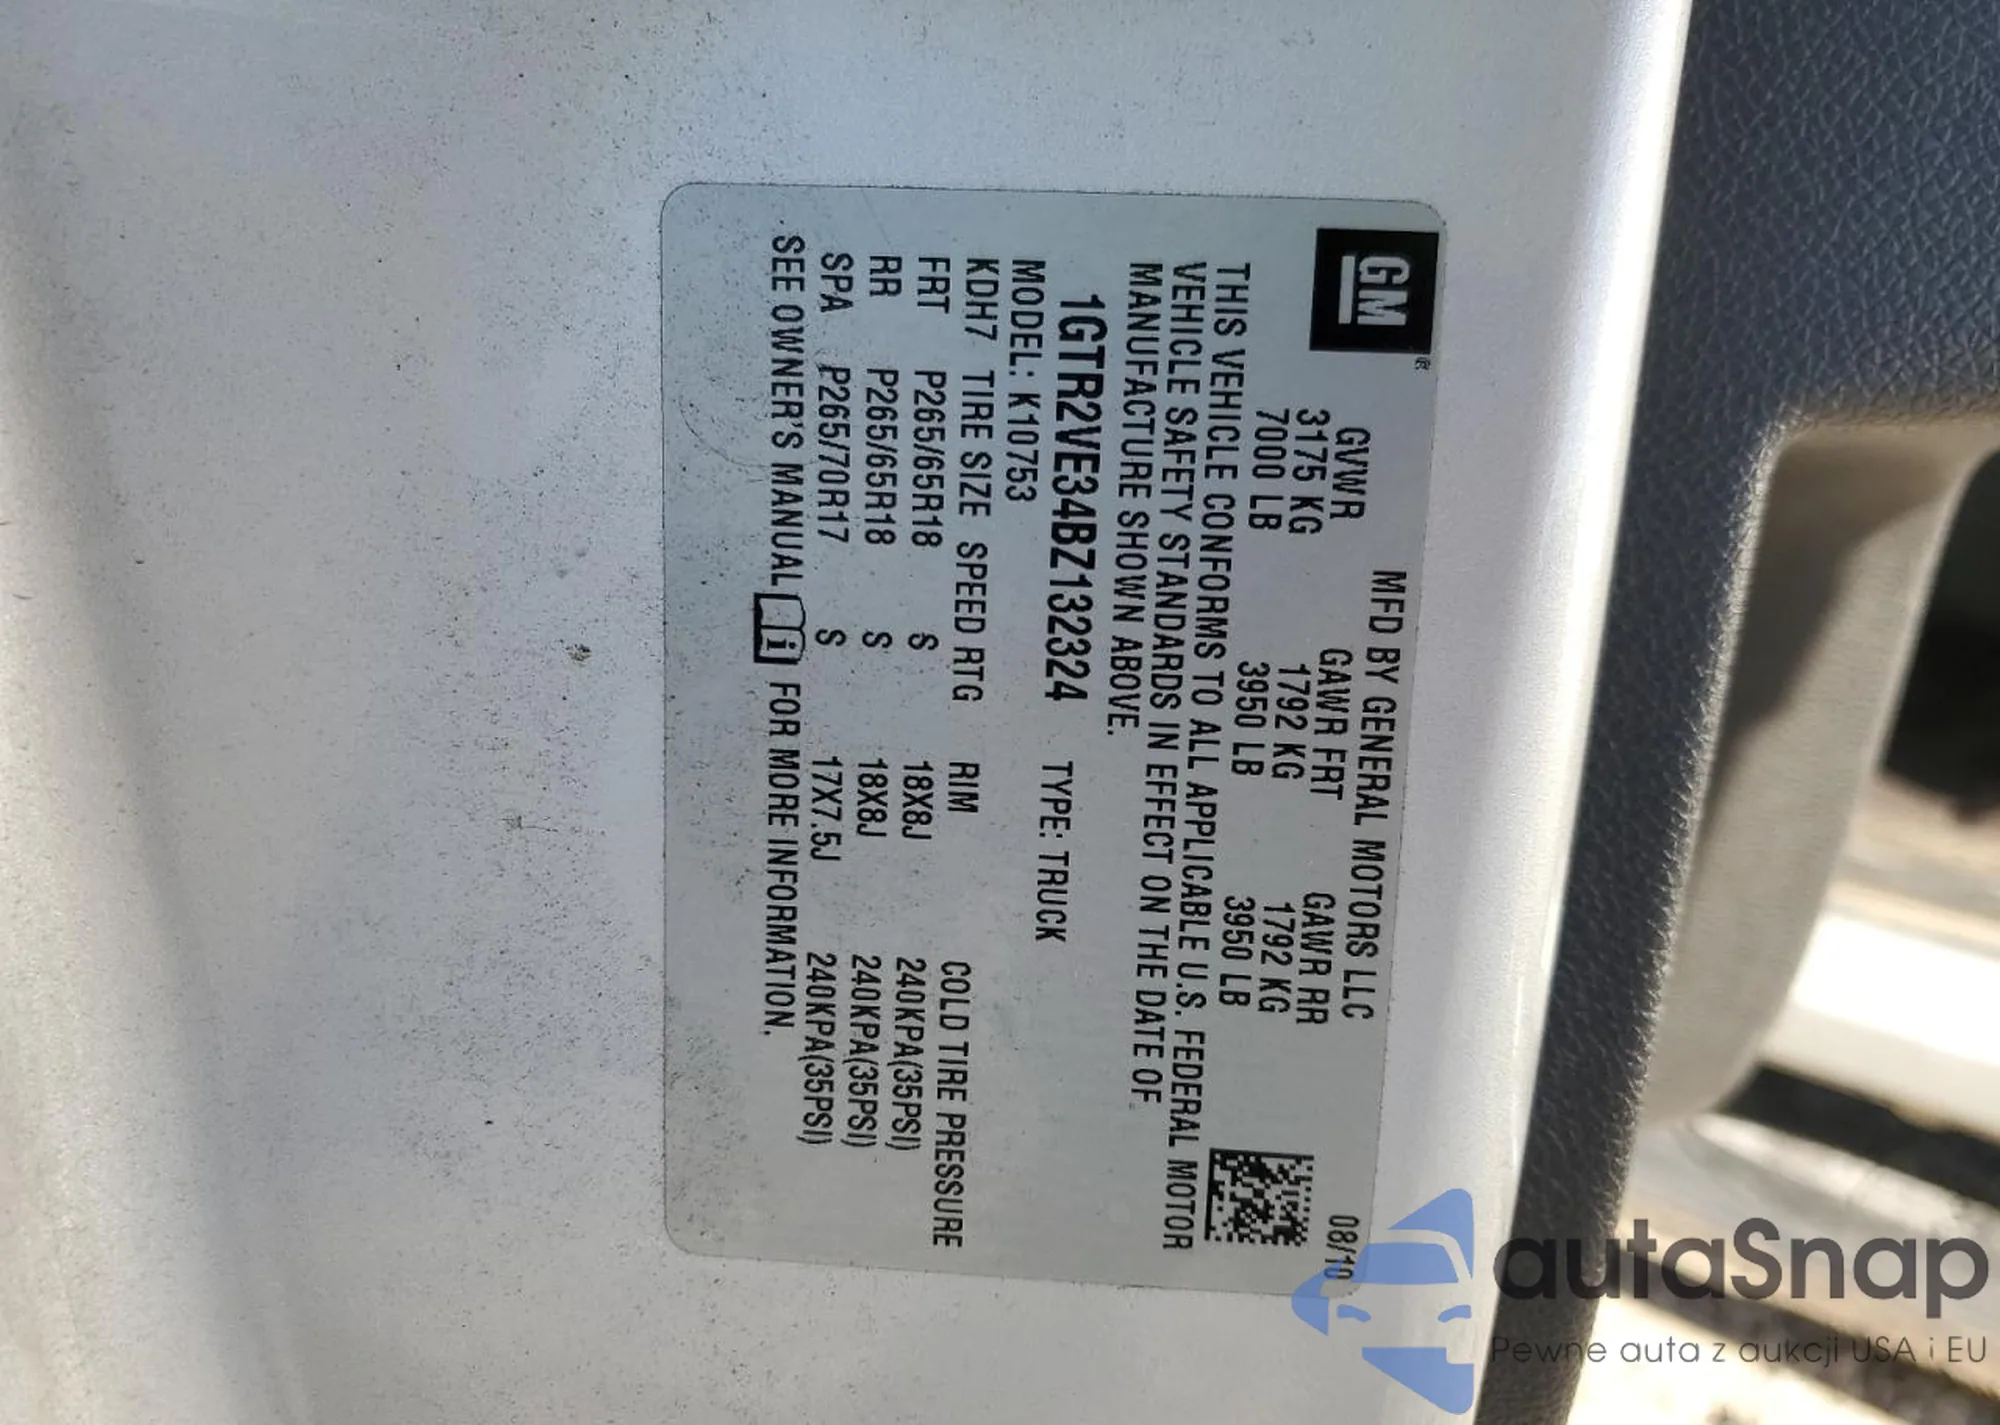 GM ®
MFD BY GENERAL MOTORS LLC 08/10
GVWR GAWR FRT GAWR RR
3175 KG 1792 KG 1792 KG
7000 LB 3950 LB 3950 LB
THIS VEHICLE CONFORMS TO ALL APPLICABLE U.S. FEDERAL MOTOR
VEHICLE SAFETY STANDARDS IN EFFECT ON THE DATE OF
MANUFACTURE SHOWN ABOVE.
1GTR2VE34BZ132324 TYPE: TRUCK
MODEL: K10753
KDH7 TIRE SIZE SPEED RTG RIM COLD TIRE PRESSURE
FRT P265/65R18 S 18X8J 240KPA(35PSI)
RR P265/65R18 S 18X8J 240KPA(35PSI)
SPA P265/70R17 S 17X7.5J 240KPA(35PSI)
SEE OWNER'S MANUAL i FOR MORE INFORMATION.
autaSnap
Pewne auta z aukcji USA i EU